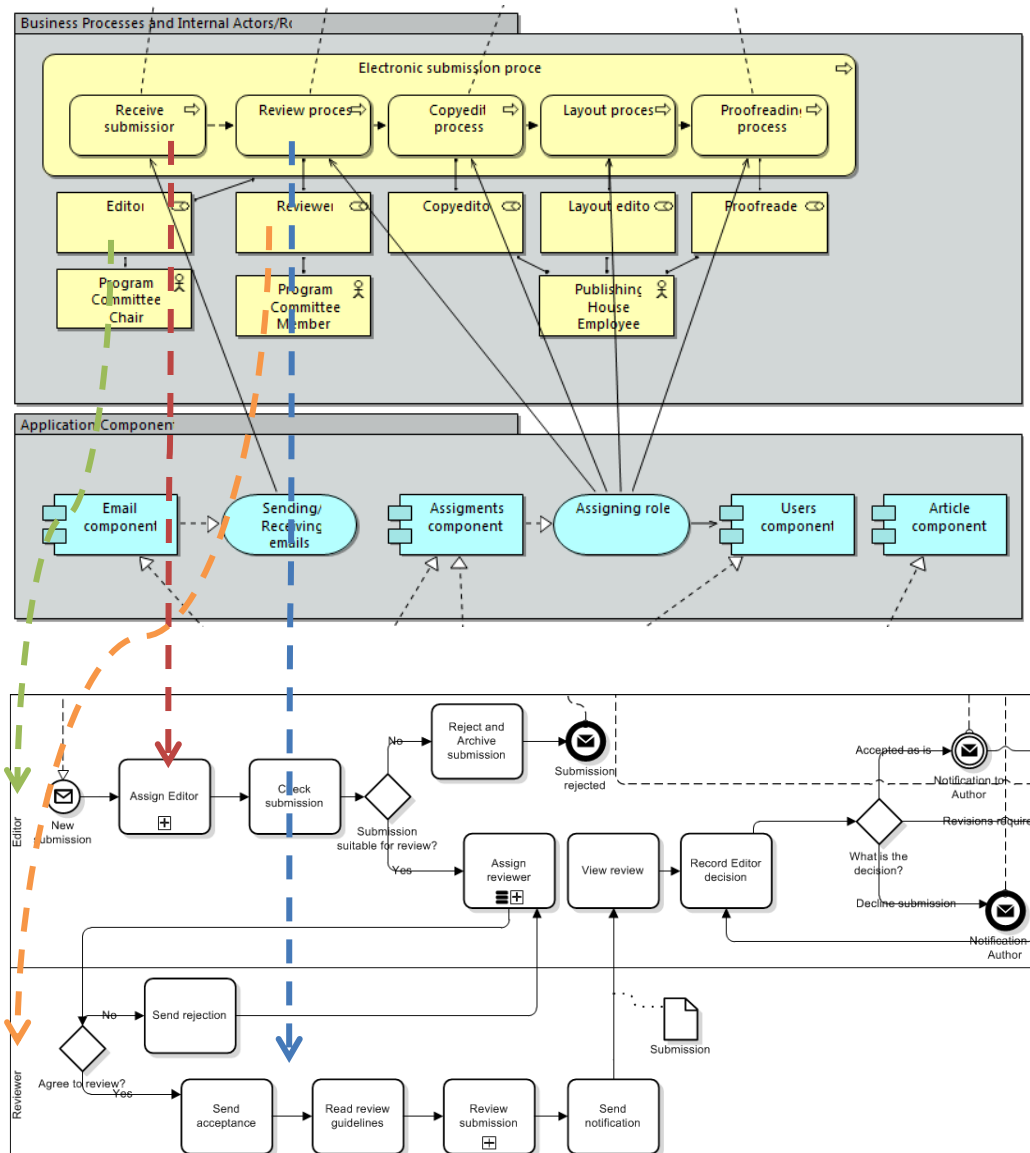 Business Processes and Internal Actors/Ro
Electronic submission proce
Receive
submission
Review proces
Copyedit
process
Layout proces
Proofreading
process
Editor
Reviewer
Copyedito
Layout edito
Proofreade
Program
Committee
Chair
Program
Committee
Member
Publishing
House
Employee
Application Component
Email
component
Sending/
Receiving
emails
Assigments
component
Assigning role
Users
component
Article
component
Editor
New
submission
Assign Editor
Check
submission
Submission
suitable for review?
No
Reject and
Archive
submission
Submission
rejected
Yes
Assign
reviewer
View review
Record Editor
decision
What is the
decision?
Accepted as is
Notification to
Author
Revisions require
Decline submission
Notification
Author
Reviewer
Agree to review?
No
Send rejection
Yes
Send
acceptance
Read review
guidelines
Review
submission
Send
notification
Submission